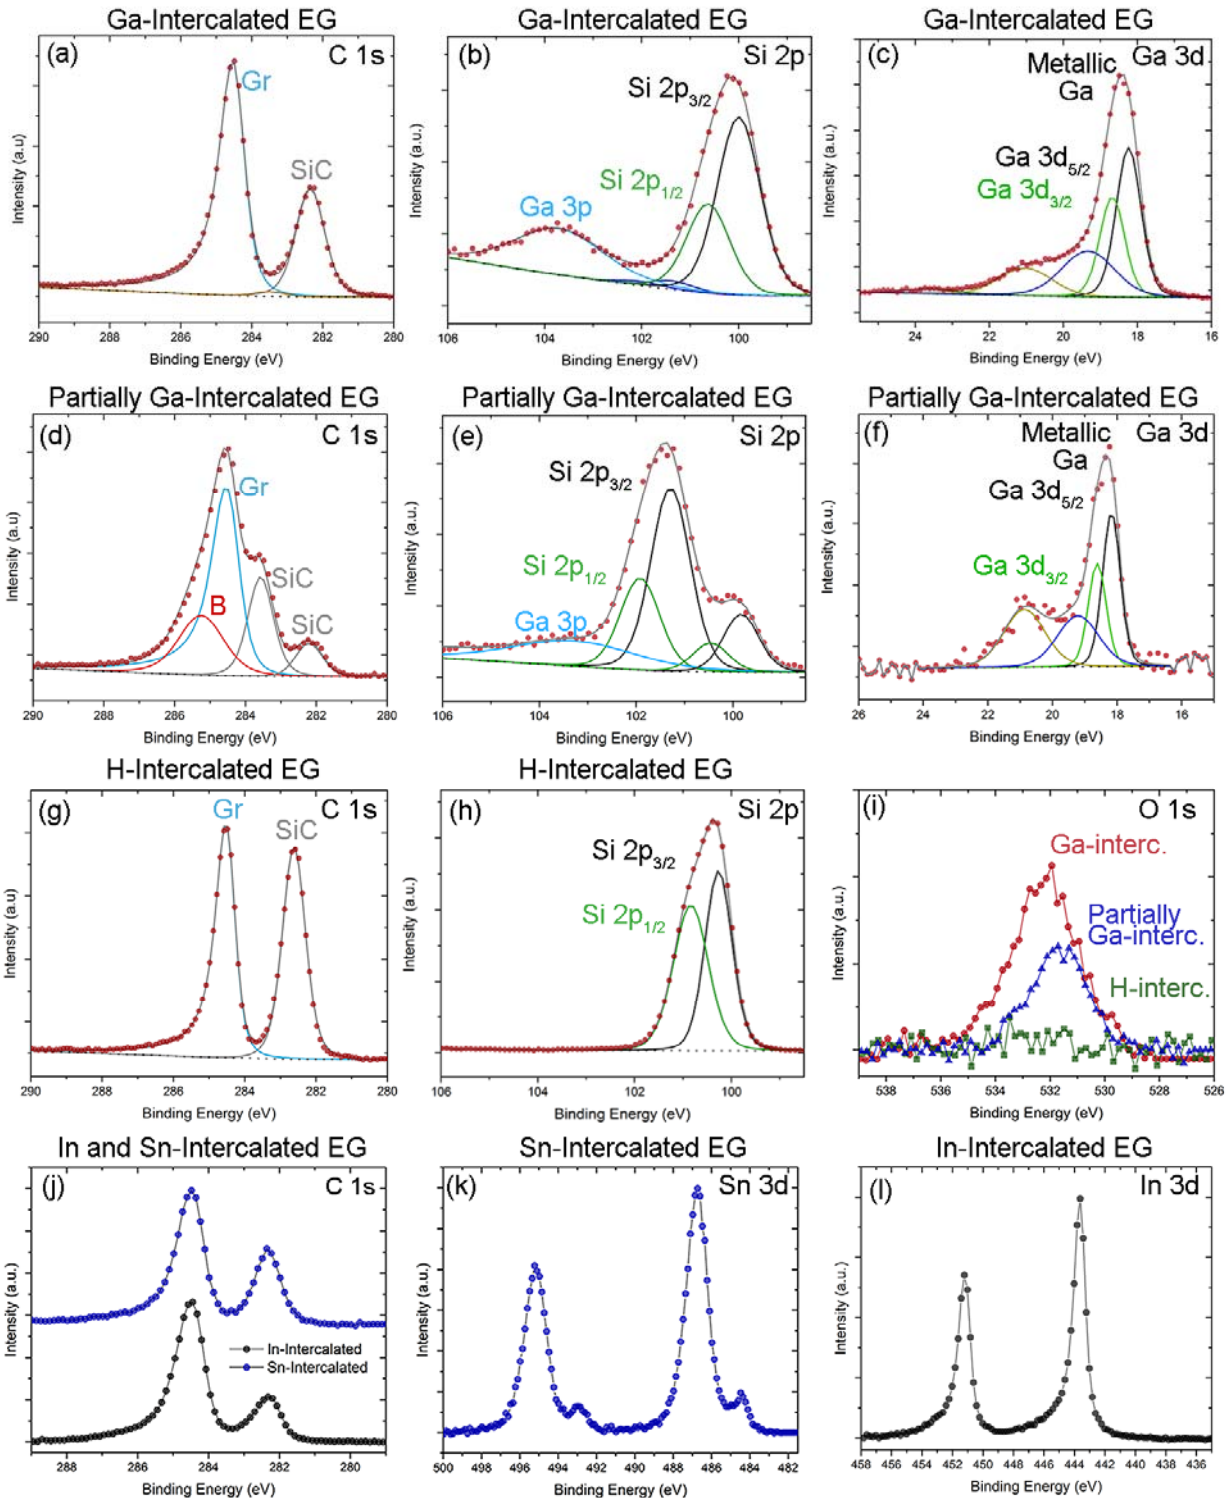 Ga-Intercalated EG
(a)
C 1s
Gr
SiC
Intensity (a.u)
290 288 286 284 282 280
Binding Energy (eV)
Ga-Intercalated EG
(b)
Si 2p
Si 2p3/2
Si 2p1/2
Ga 3p
Intensity (a.u.)
106 104 102 100
Binding Energy (eV)
Ga-Intercalated EG
(c)
Ga 3d
Metallic
Ga
Ga 3d5/2
Ga 3d3/2
Intensity (a.u.)
22 19 18 16
Binding Energy (eV)
Partially Ga-Intercalated EG
(d)
C 1s
Gr
B
SiC
SiC
Intensity (a.u)
290 288 286 284 282 280
Binding Energy (eV)
Partially Ga-Intercalated EG
(e)
Si 2p
Si 2p3/2
Si 2p1/2
Ga 3p
Intensity (a.u.)
106 104 102 100
Binding Energy (eV)
Partially Ga-Intercalated EG
(f)
Ga 3d
Metallic
Ga
Ga 3d5/2
Ga 3d3/2
Intensity (a.u.)
26 22 19 18 16
Binding Energy (eV)
H-Intercalated EG
(g)
C 1s
Gr
SiC
Intensity (a.u)
290 288 286 284 282 280
Binding Energy (eV)
H-Intercalated EG
(h)
Si 2p
Si 2p3/2
Si 2p1/2
Intensity (a.u.)
106 104 102 100
Binding Energy (eV)
(i)
O 1s
Ga-interc.
Partially
Ga-interc.
H-interc.
Intensity (a.u.)
538 536 534 532 530 528 526
Binding Energy (eV)
In and Sn-Intercalated EG
(j)
C 1s
In-Intercalated
Sn-Intercalated
Intensity (a.u.)
288 286 284 282 280
Binding Energy (eV)
Sn-Intercalated EG
(k)
Sn 3d
Intensity (a.u.)
500 498 496 495 492 490 489 486 485 484 482
Binding Energy (eV)
In-Intercalated EG
(l)
In 3d
Intensity (a.u.)
458 456 454 452 450 448 446 444 442 440 438 436
Binding Energy (eV)